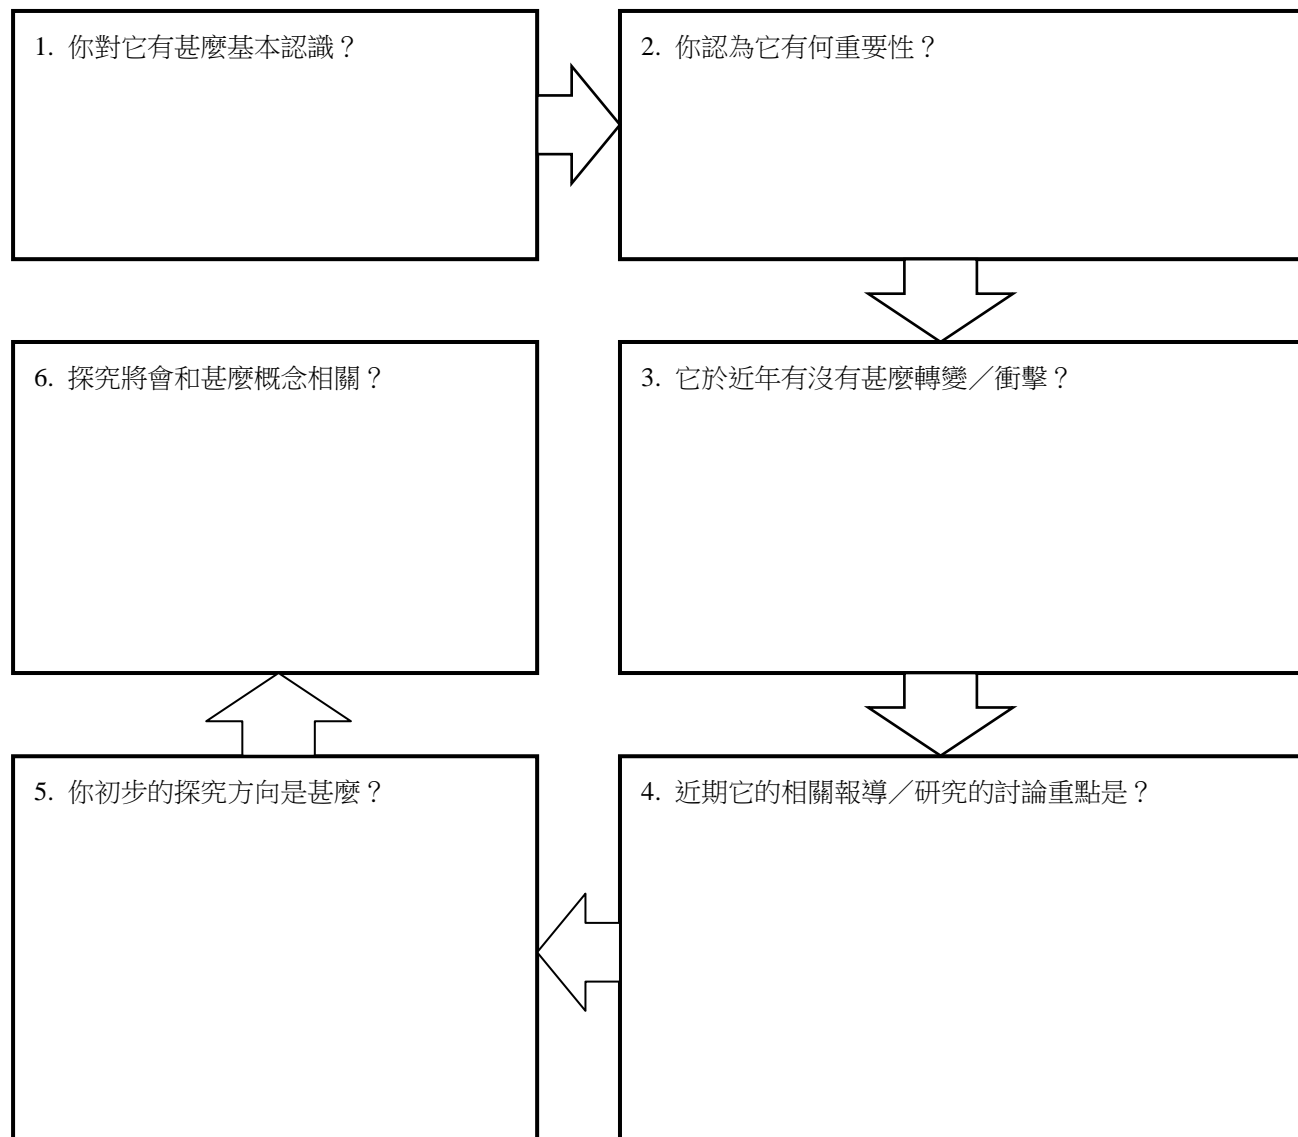 1. 你對它有甚麼基本認識？
2. 你認為它有何重要性？
3. 它於近年有沒有甚麼轉變／衝擊？
4. 近期它的相關報導／研究的討論重點是？
5. 你初步的探究方向是甚麼？
6. 探究將會和甚麼概念相關？